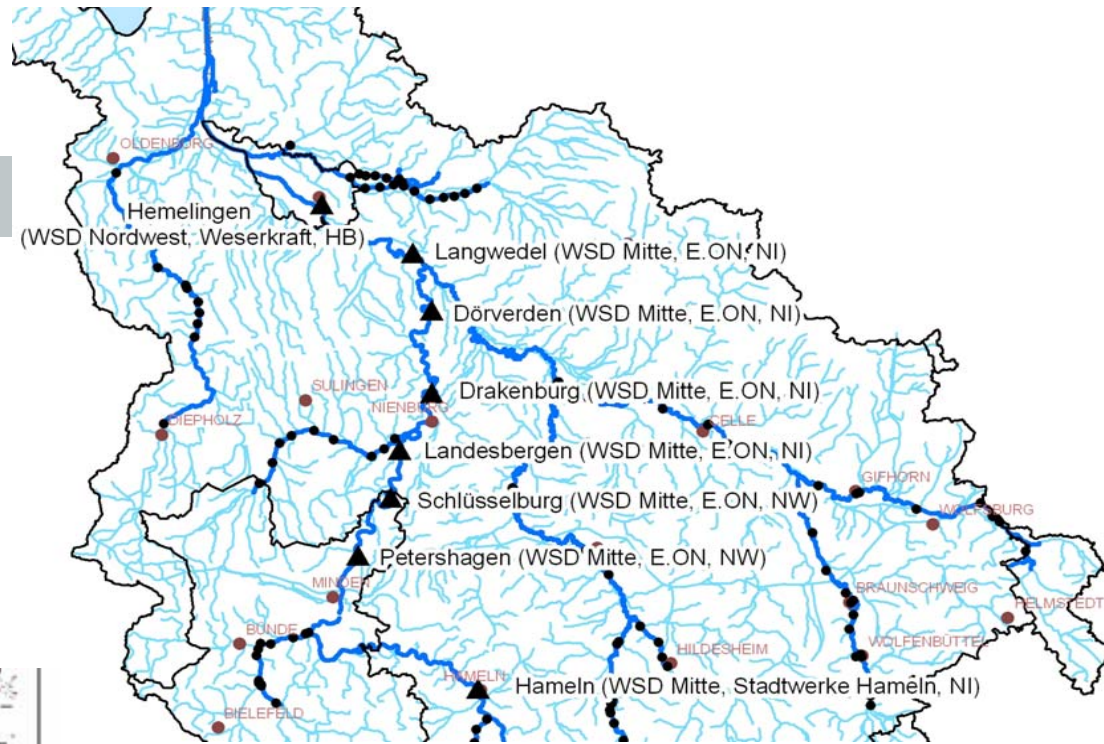 OLDENBURG
Hemelingen
(WSD Nordwest, Weserkraft, HB)
Langwedel (WSD Mitte, E.ON, NI)
Dörverden (WSD Mitte, E.ON, NI)
SULINGEN
Drakenburg (WSD Mitte, E.ON, NI)
NIENBURG
DIEPHOLZ
CELLE
Landesbergen (WSD Mitte, E.ON, NI)
GIFHORN
Schlüsselburg (WSD Mitte, E.ON, NW)
WOLFSBURG
Petershagen (WSD Mitte, E.ON, NW)
MINDEN
BRAUNSCHWEIG
HELMSTEDT
BÜNDE
WOLFENBÜTTEL
HILDESHEIM
HAMELN
Hameln (WSD Mitte, Stadtwerke Hameln, NI)
BIELEFELD